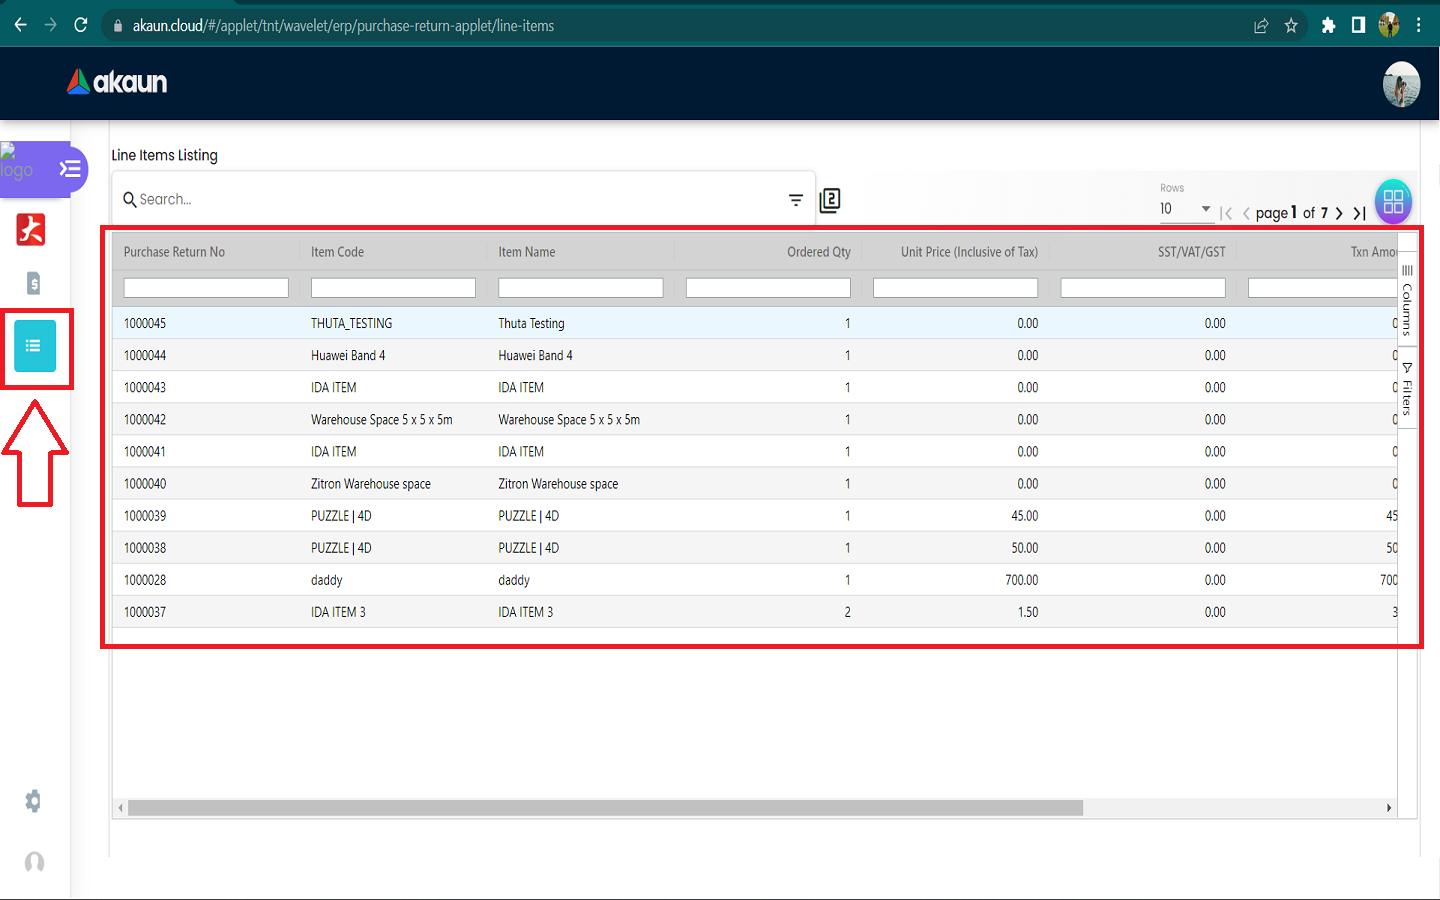 akaun.cloud/#/applet/tnt/wavelet/erp/purchase-return-applet/line-items
akaun
logo
Line Items Listing
Search...
2
Rows
10
page 1 of 7
Purchase Return No Item Code Item Name Ordered Qty Unit Price (Inclusive of Tax) SST/VAT/GST Txn Amou
1000045 THUTA_TESTING Thuta Testing 1 0.00 0.00 0
1000044 Huawei Band 4 Huawei Band 4 1 0.00 0.00 0
1000043 IDA ITEM IDA ITEM 1 0.00 0.00 0
1000042 Warehouse Space 5 x 5 x 5m Warehouse Space 5 x 5 x 5m 1 0.00 0.00 0
1000041 IDA ITEM IDA ITEM 1 0.00 0.00 0
1000040 Zitron Warehouse space Zitron Warehouse space 1 0.00 0.00 0
1000039 PUZZLE | 4D PUZZLE | 4D 1 45.00 0.00 45
1000038 PUZZLE | 4D PUZZLE | 4D 1 50.00 0.00 50
1000028 daddy daddy 1 700.00 0.00 700
1000037 IDA ITEM 3 IDA ITEM 3 2 1.50 0.00 3
Columns
Filters